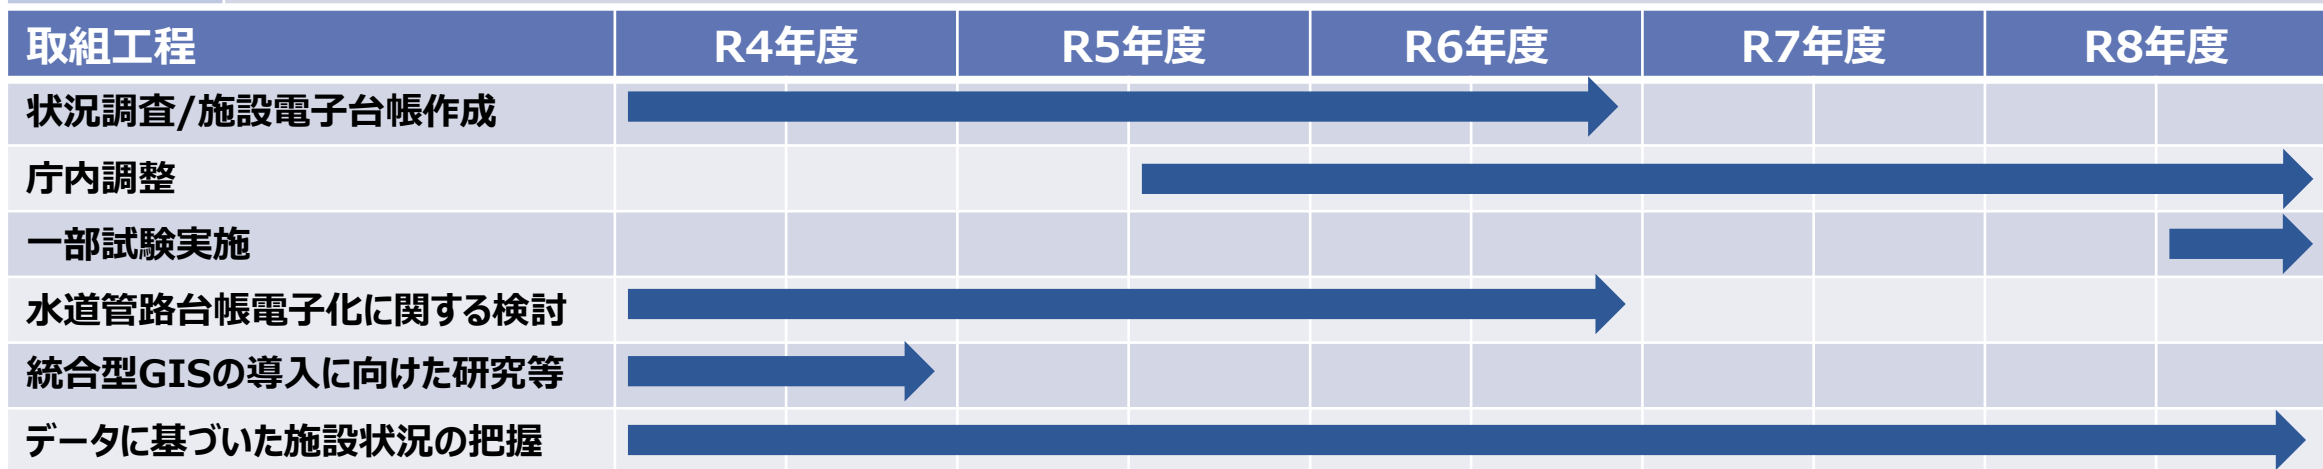 取組工程 R4年度 R5年度 R6年度 R7年度 R8年度
状況調査/施設電子台帳作成
庁内調整
一部試験実施
水道管路台帳電子化に関する検討
統合型GISの導入に向けた研究等
データに基づいた施設状況の把握